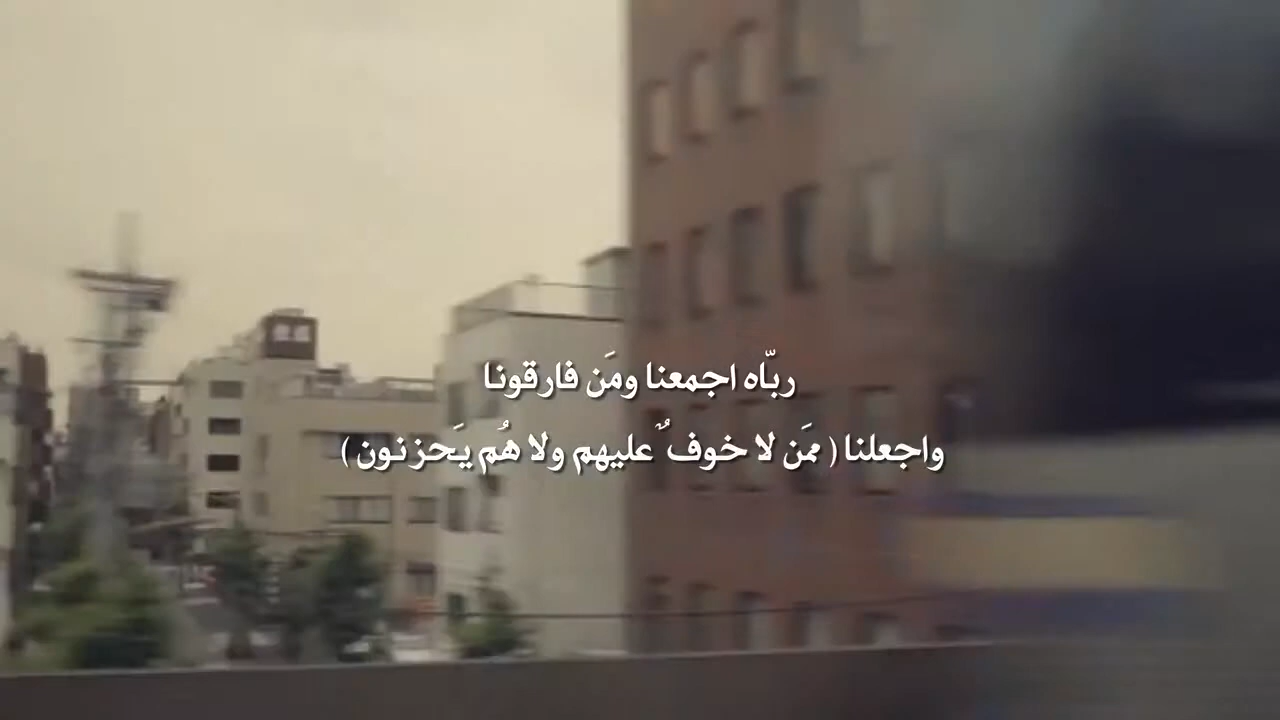 ربّاه اجمعنا ومَن فارقونا
واجعلنا ( ممَن لا خوفٌ عليهم ولا هُم يَحزنون )